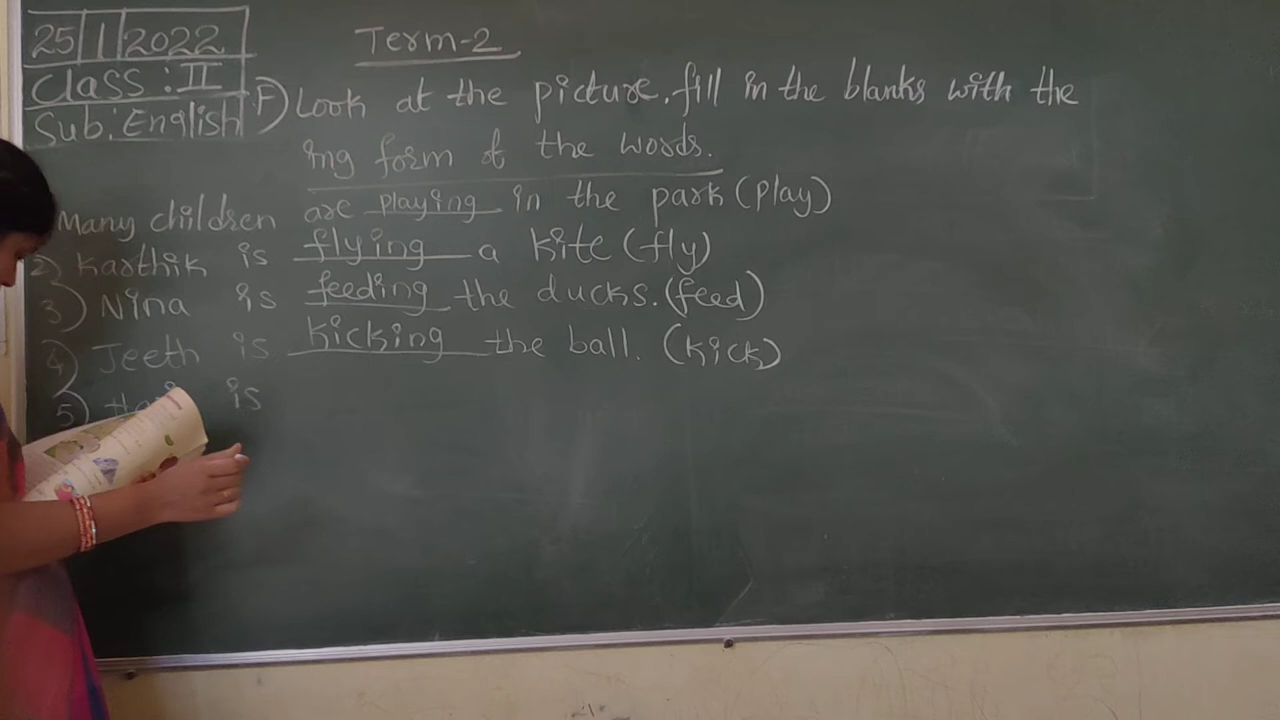 25/1/2022
Class : II
Sub: English
Term-2
F) Look at the picture. fill in the blanks with the
ing form of the words.
Many children are playing in the park (play)
2) Karthik is flying a kite (fly)
3) Nina is feeding the ducks. (feed)
4) Jeeth is kicking the ball. (kick)
5) is